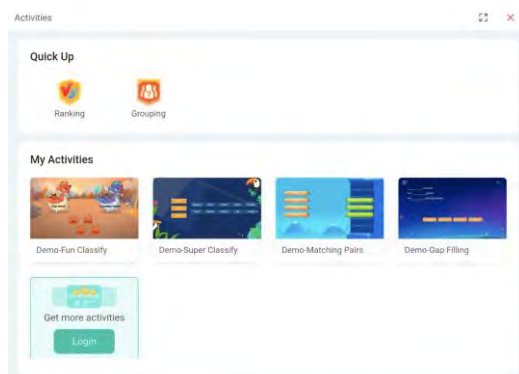 Activities
Quick Up
Ranking
Grouping
My Activities
Demo-Fun Classify
Demo-Super Classify
Demo-Matching Pairs
Demo-Gap Filling
Get more activities
Login